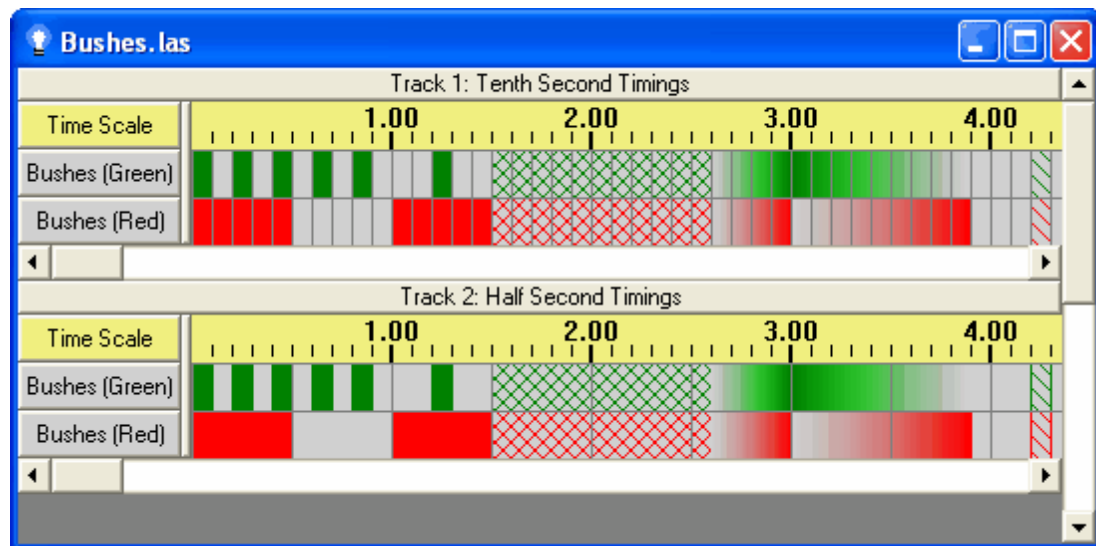 Bushes.las
Track 1: Tenth Second Timings
Time Scale 1.00 2.00 3.00 4.00
Bushes (Green)
Bushes (Red)
Track 2: Half Second Timings
Time Scale 1.00 2.00 3.00 4.00
Bushes (Green)
Bushes (Red)